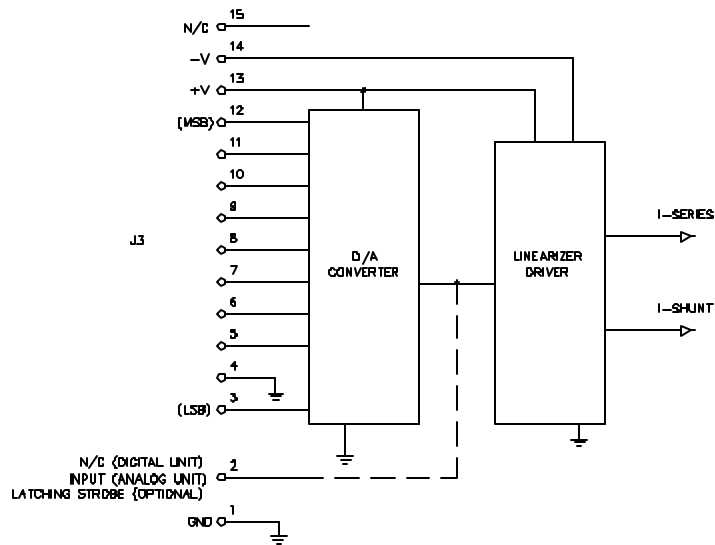 N/C 15
-V 14
+V 13
(MSB) 12
11
10
9
8
J3
7
6
5
4
(LSB) 3
D/A
CONVERTER
LINEARIZER
DRIVER
I-SERIES
I-SHUNT
N/C (DIGITAL UNIT)
INPUT (ANALOG UNIT) 2
LATCHING STROBE (OPTIONAL)
GND 1